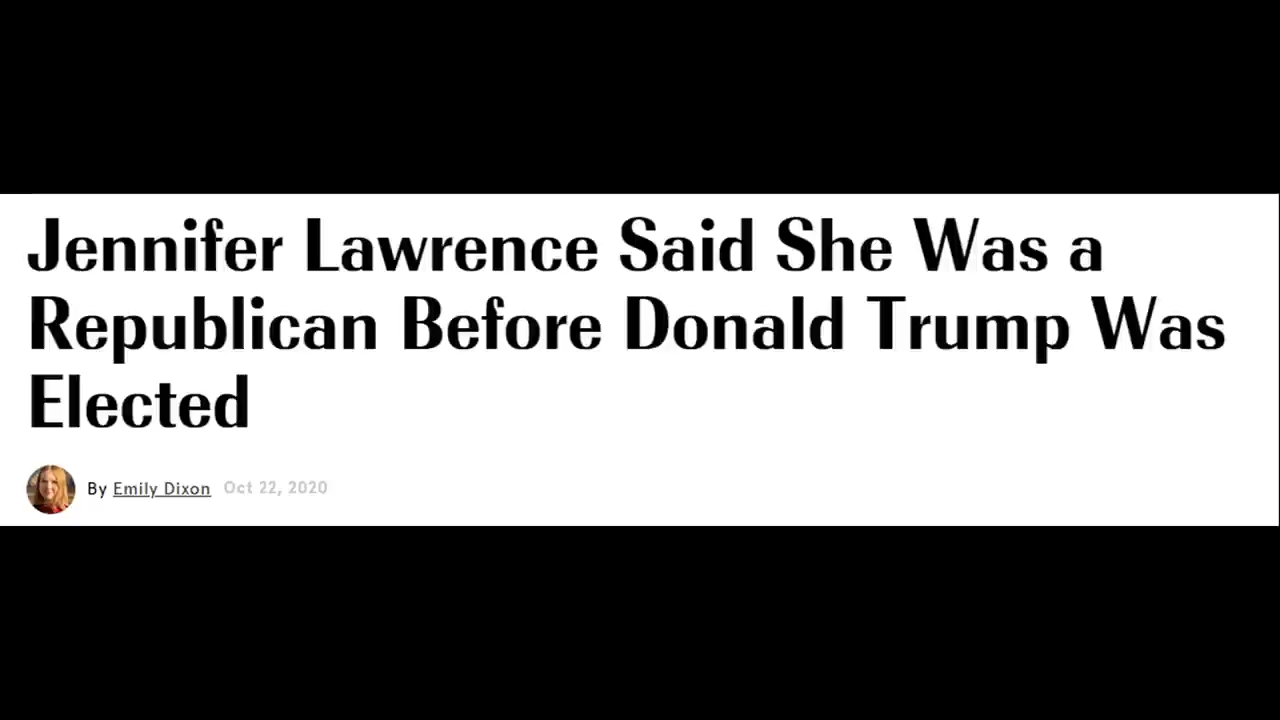 Jennifer Lawrence Said She Was a
Republican Before Donald Trump Was
Elected
By Emily Dixon Oct 22, 2020